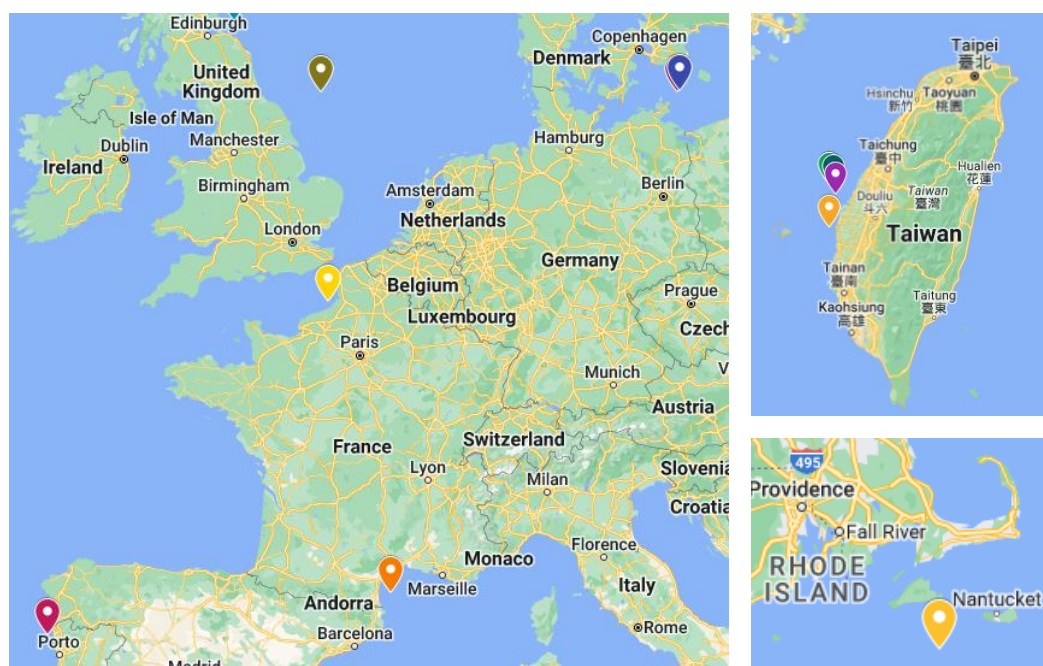 Edinburgh
United
Kingdom
Isle of Man
Dublin
Ireland
Manchester
Birmingham
London
Denmark
Copenhagen
Hamburg
Amsterdam
Netherlands
Berlin
Belgium
Germany
Luxembourg
Prague
Czech
Paris
Munich
Austria
France
Switzerland
Lyon
Milan
Slovenia
Croatia
Monaco
Florence
Marseille
Italy
Andorra
Barcelona
Rome
Porto
Madrid
Taipei
臺北
Hsinchu
新竹
Taoyuan
桃園
Taichung
臺中
Hualien
花蓮
Douliu
斗六
Taiwan
臺灣
Taiwan
Tainan
臺南
Kaohsiung
高雄
Taitung
臺東
495
Providence
Fall River
RHODE
ISLAND
Nantucket